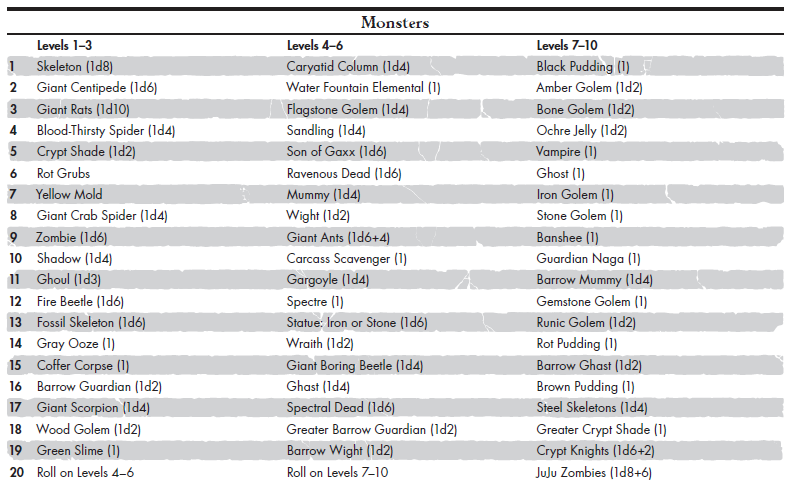 Monsters
Levels 1–3 Levels 4–6 Levels 7–10
1 Skeleton (1d8) Caryatid Column (1d4) Black Pudding (1)
2 Giant Centipede (1d6) Water Fountain Elemental (1) Amber Golem (1d2)
3 Giant Rats (1d10) Flagstone Golem (1d4) Bone Golem (1d2)
4 Blood-Thirsty Spider (1d4) Sandling (1d4) Ochre Jelly (1d2)
5 Crypt Shade (1d2) Son of Gaxx (1d6) Vampire (1)
6 Rot Grubs Ravenous Dead (1d6) Ghost (1)
7 Yellow Mold Mummy (1d4) Iron Golem (1)
8 Giant Crab Spider (1d4) Wight (1d2) Stone Golem (1)
9 Zombie (1d6) Giant Ants (1d6+4) Banshee (1)
10 Shadow (1d4) Carcass Scavenger (1) Guardian Naga (1)
11 Ghoul (1d3) Gargoyle (1d4) Barrow Mummy (1d4)
12 Fire Beetle (1d6) Spectre (1) Gemstone Golem (1)
13 Fossil Skeleton (1d6) Statue: Iron or Stone (1d6) Runic Golem (1d2)
14 Gray Ooze (1) Wraith (1d2) Rot Pudding (1)
15 Coffer Corpse (1) Giant Boring Beetle (1d4) Barrow Ghast (1d2)
16 Barrow Guardian (1d2) Ghast (1d4) Brown Pudding (1)
17 Giant Scorpion (1d4) Spectral Dead (1d6) Steel Skeletons (1d4)
18 Wood Golem (1d2) Greater Barrow Guardian (1d2) Greater Crypt Shade (1)
19 Green Slime (1) Barrow Wight (1d2) Crypt Knights (1d6+2)
20 Roll on Levels 4–6 Roll on Levels 7–10 JuJu Zombies (1d8+6)